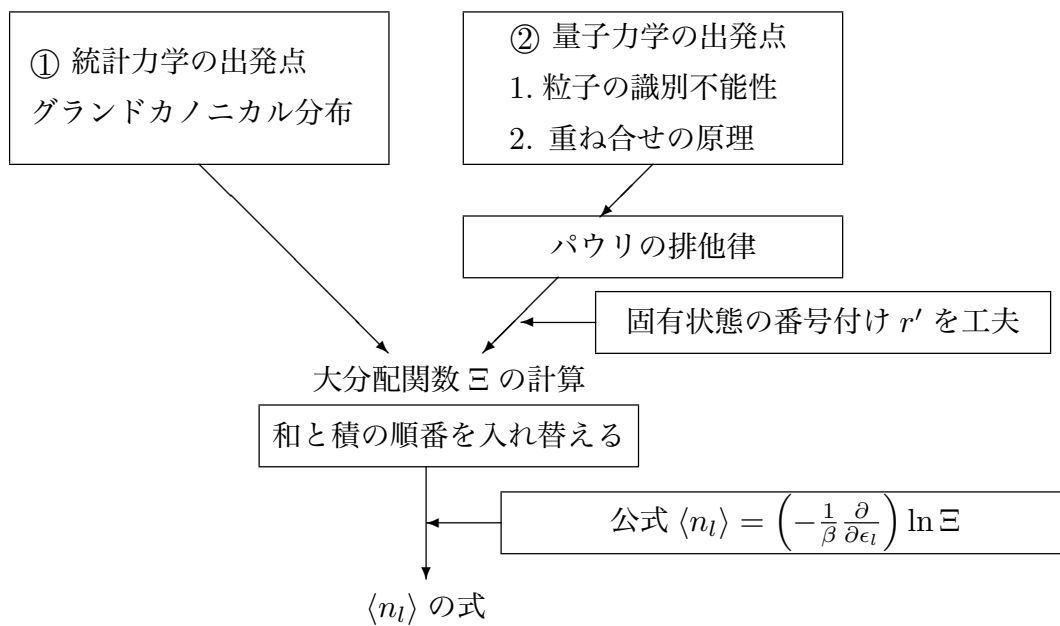 ① 統計力学の出発点
グランドカノニカル分布
② 量子力学の出発点
1. 粒子の識別不能性
2. 重ね合せの原理
パウリの排他律
固有状態の番号付け r′ を工夫
大分配関数 Ξ の計算
和と積の順番を入れ替える
公式 ⟨n_l⟩ = (−1/β ∂/∂ϵ_l) ln Ξ
⟨n_l⟩ の式